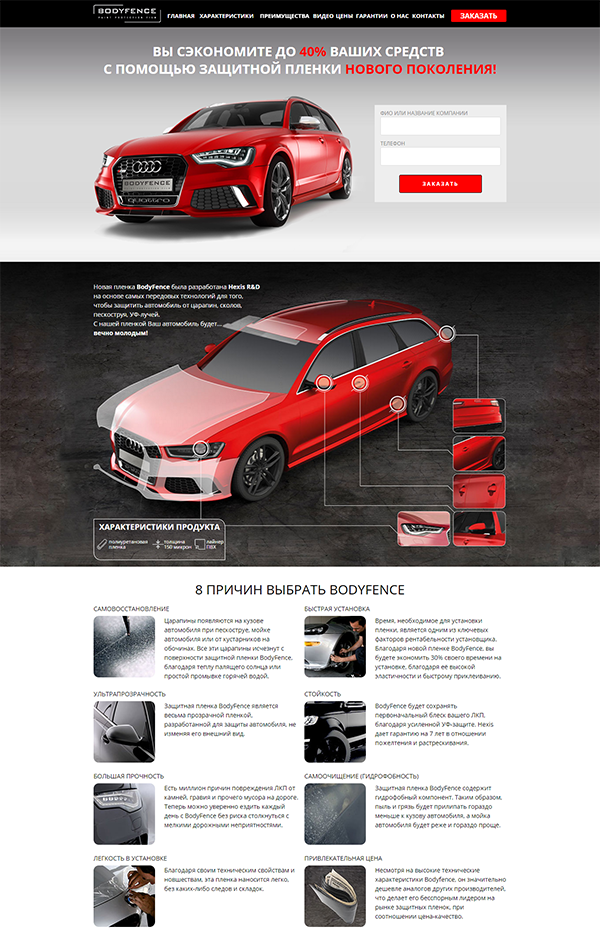 BODYFENCE
PAINT PROTECTION FILM
ГЛАВНАЯ ХАРАКТЕРИСТИКИ ПРЕИМУЩЕСТВА ВИДЕО ЦЕНЫ ГАРАНТИИ О НАС КОНТАКТЫ
ЗАКАЗАТЬ
ВЫ СЭКОНОМИТЕ ДО 40% ВАШИХ СРЕДСТВ
С ПОМОЩЬЮ ЗАЩИТНОЙ ПЛЕНКИ НОВОГО ПОКОЛЕНИЯ!
BODYFENCE
quattro
ФИО ИЛИ НАЗВАНИЕ КОМПАНИИ
ТЕЛЕФОН
ЗАКАЗАТЬ
Новая пленка BodyFence была разработана Hexis R&D
на основе самых передовых технологий для того,
чтобы защитить автомобиль от царапин, сколов,
пескоструя, УФ-лучей.
С нашей пленкой Ваш автомобиль будет...
вечно молодым!
ХАРАКТЕРИСТИКИ ПРОДУКТА
полиуретановая
пленка
толщина
150 микрон
лайнер
ПВХ
8 ПРИЧИН ВЫБРАТЬ BODYFENCE
САМОВОССТАНОВЛЕНИЕ
Царапины появляются на кузове
автомобиля при пескоструе, мойке
автомобиля или от кустарников на
обочинах. Все эти царапины исчезнут с
поверхности защитной пленки BodyFence,
благодаря теплу палящего солнца или
простой промывке горячей водой.
БЫСТРАЯ УСТАНОВКА
Время, необходимое для установки
пленки, является одним из ключевых
факторов рентабельности установщика.
Благодаря новой пленке BodyFence, вы
будете экономить 30% своего времени на
установке, благодаря ее высокой
эластичности и быстрому приклеиванию.
УЛЬТРАПРОЗРАЧНОСТЬ
Защитная пленка BodyFence является
весьма прозрачной пленкой,
разработанной для защиты автомобиля, не
изменяя его внешний вид.
СТОЙКОСТЬ
BodyFence будет сохранять
первоначальный блеск вашего ЛКП,
благодаря усиленной УФ-защите. Hexis
дает гарантию на 7 лет в отношении
пожелтения и растрескивания.
БОЛЬШАЯ ПРОЧНОСТЬ
Есть миллион причин повреждения ЛКП от
камней, гравия и прочего мусора на дороге.
Теперь можно уверенно ездить каждый
день с BodyFence без риска столкнуться с
мелкими дорожными неприятностями.
САМООЧИЩЕНИЕ (ГИДРОФОБНОСТЬ)
Защитная пленка BodyFence содержит
гидрофобный компонент. Таким образом,
пыль и грязь будет прилипать гораздо
меньше к кузову автомобиля, а мойка
автомобиля будет реже и гораздо проще.
ЛЕГКОСТЬ В УСТАНОВКЕ
Благодаря своим техническим свойствам и
новшествам, эта пленка наносится легко,
без каких-либо следов и складок.
ПРИВЛЕКАТЕЛЬНАЯ ЦЕНА
Несмотря на высокие технические
характеристики Bodyfence, он значительно
дешевле аналогов других производителей,
что делает его бесспорным лидером на
рынке защитных пленок, при
соотношении цена-качество.